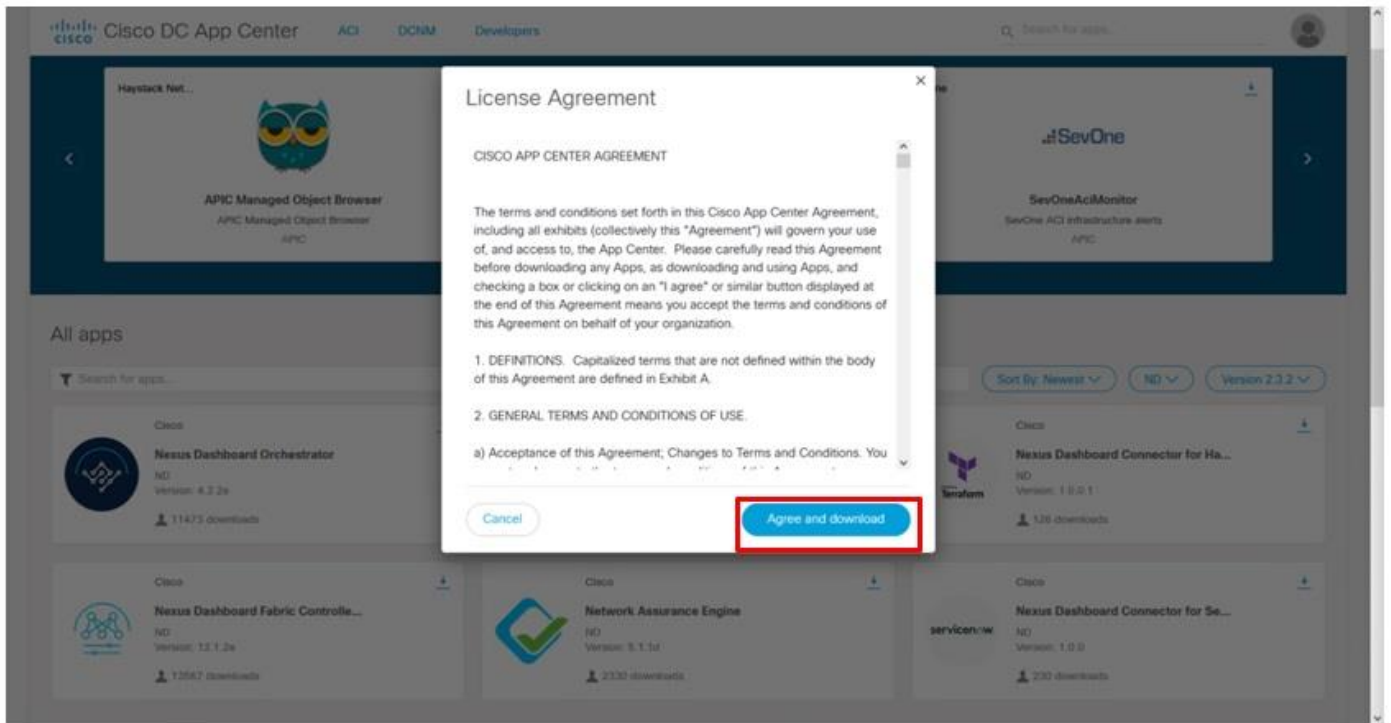 CISCO Cisco DC App Center ACI DCNM Developers Search for apps...
Haystack Net...
APIC Managed Object Browser
APIC Managed Object Browser
APIC
SevOne
SevOneAciMonitor
SevOne ACI infrastructure alerts
APIC
License Agreement
CISCO APP CENTER AGREEMENT
The terms and conditions set forth in this Cisco App Center Agreement,
including all exhibits (collectively this "Agreement") will govern your use
of, and access to, the App Center. Please carefully read this Agreement
before downloading any Apps, as downloading and using Apps, and
checking a box or clicking on an "I agree" or similar button displayed at
the end of this Agreement means you accept the terms and conditions of
this Agreement on behalf of your organization.
1. DEFINITIONS. Capitalized terms that are not defined within the body
of this Agreement are defined in Exhibit A.
2. GENERAL TERMS AND CONDITIONS OF USE.
a) Acceptance of this Agreement; Changes to Terms and Conditions. You
Cancel
Agree and download
All apps
Search for apps...
Sort By: Newest ND Version 2.3.2
Cisco
Nexus Dashboard Orchestrator
ND
Version: 4.2.2e
11473 downloads
Terraform
Cisco
Nexus Dashboard Connector for Ha...
ND
Version: 1.0.0.1
126 downloads
Cisco
Nexus Dashboard Fabric Controlle...
ND
Version: 12.1.2e
downloads
Cisco
Network Assurance Engine
ND
Version: 5.1.1d
2330 downloads
servicenow
Cisco
Nexus Dashboard Connector for Se...
ND
Version: 1.0.0
230 downloads